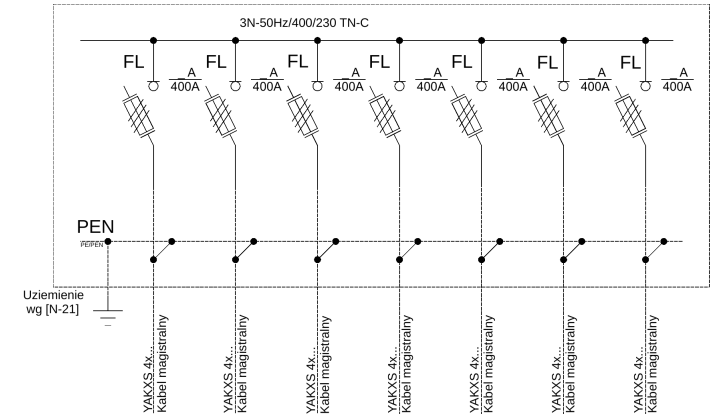 3N-50Hz/400/230 TN-C
FL
_ A
400A
FL
_ A
400A
FL
_ A
400A
FL
_ A
400A
FL
_ A
400A
FL
_ A
400A
FL
_ A
400A
PEN
PE/PEN
Uziemienie
wg [N-21]
YAKXS 4x...
Kabel magistralny
YAKXS 4x...
Kabel magistralny
YAKXS 4x...
Kabel magistralny
YAKXS 4x...
Kabel magistralny
YAKXS 4x...
Kabel magistralny
YAKXS 4x...
Kabel magistralny
YAKXS 4x...
Kabel magistralny